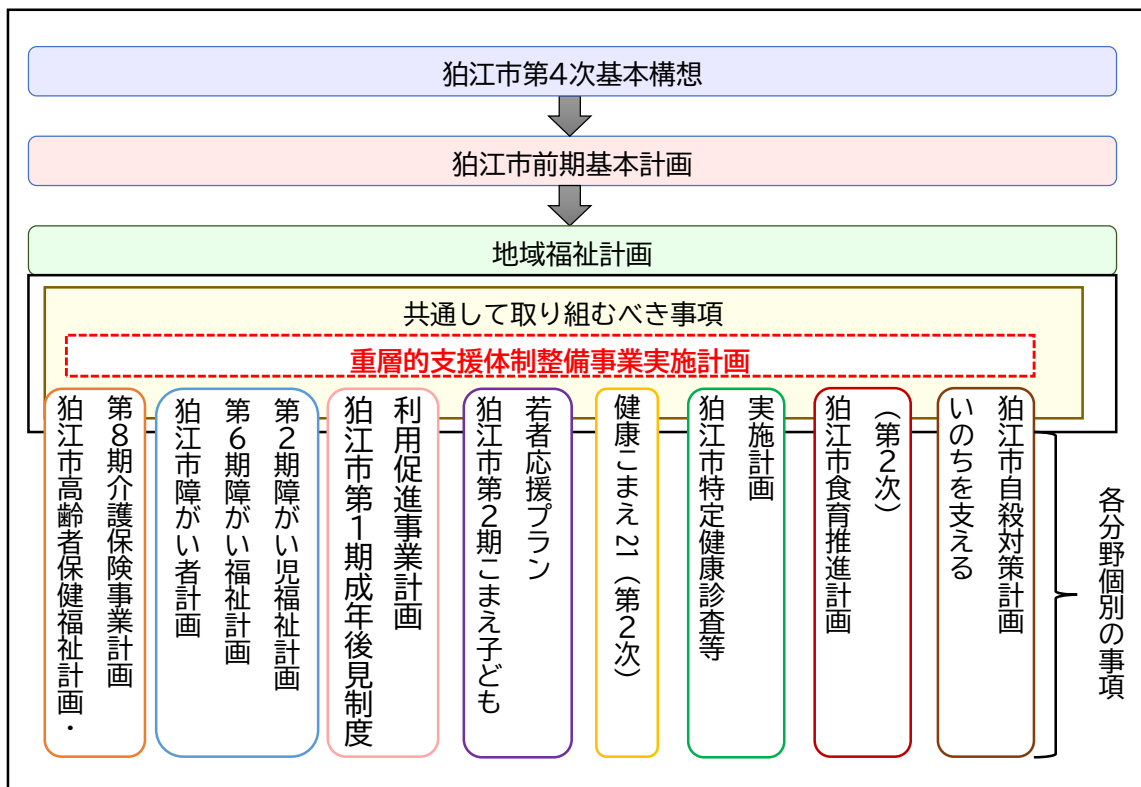 狛江市第4次基本構想
狛江市前期基本計画
地域福祉計画
共通して取り組むべき事項
重層的支援体制整備事業実施計画
狛江市高齢者保健福祉計画・
第8期介護保険事業計画
狛江市障がい者計画
第6期障がい福祉計画
第2期障がい児福祉計画
狛江市第1期成年後見制度
利用促進事業計画
狛江市第2期こまえ子ども
若者応援プラン
健康こまえ21（第2次）
狛江市特定健康診査等
実施計画
狛江市食育推進計画
（第2次）
いのちを支える
狛江市自殺対策計画
各分野個別の事項